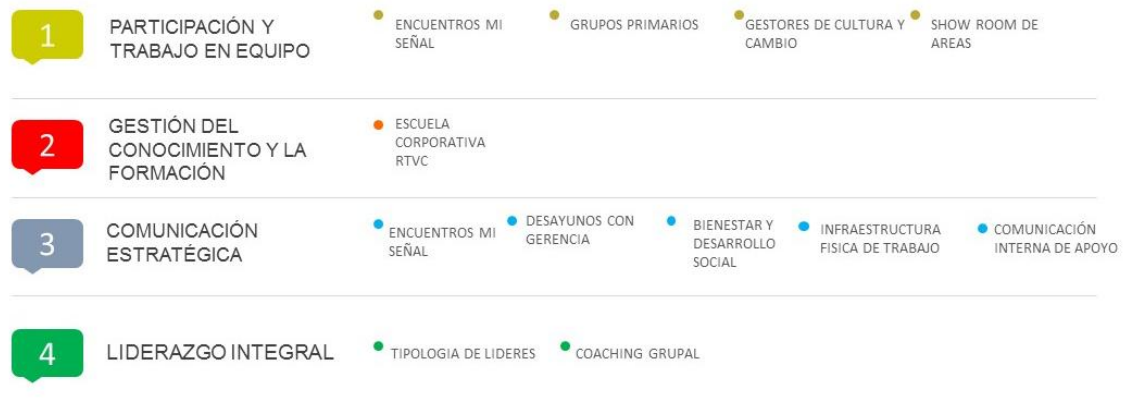 1
PARTICIPACIÓN Y
TRABAJO EN EQUIPO
ENCUENTROS MI
SEÑAL
GRUPOS PRIMARIOS
GESTORES DE CULTURA Y
CAMBIO
SHOW ROOM DE
AREAS
2
GESTIÓN DEL
CONOCIMIENTO Y LA
FORMACIÓN
ESCUELA
CORPORATIVA
RTVC
3
COMUNICACIÓN
ESTRATÉGICA
ENCUENTROS MI
SEÑAL
DESAYUNOS CON
GERENCIA
BIENESTAR Y
DESARROLLO
SOCIAL
INFRAESTRUCTURA
FISICA DE TRABAJO
COMUNICACIÓN
INTERNA DE APOYO
4
LIDERAZGO INTEGRAL
TIPOLOGIA DE LIDERES
COACHING GRUPAL